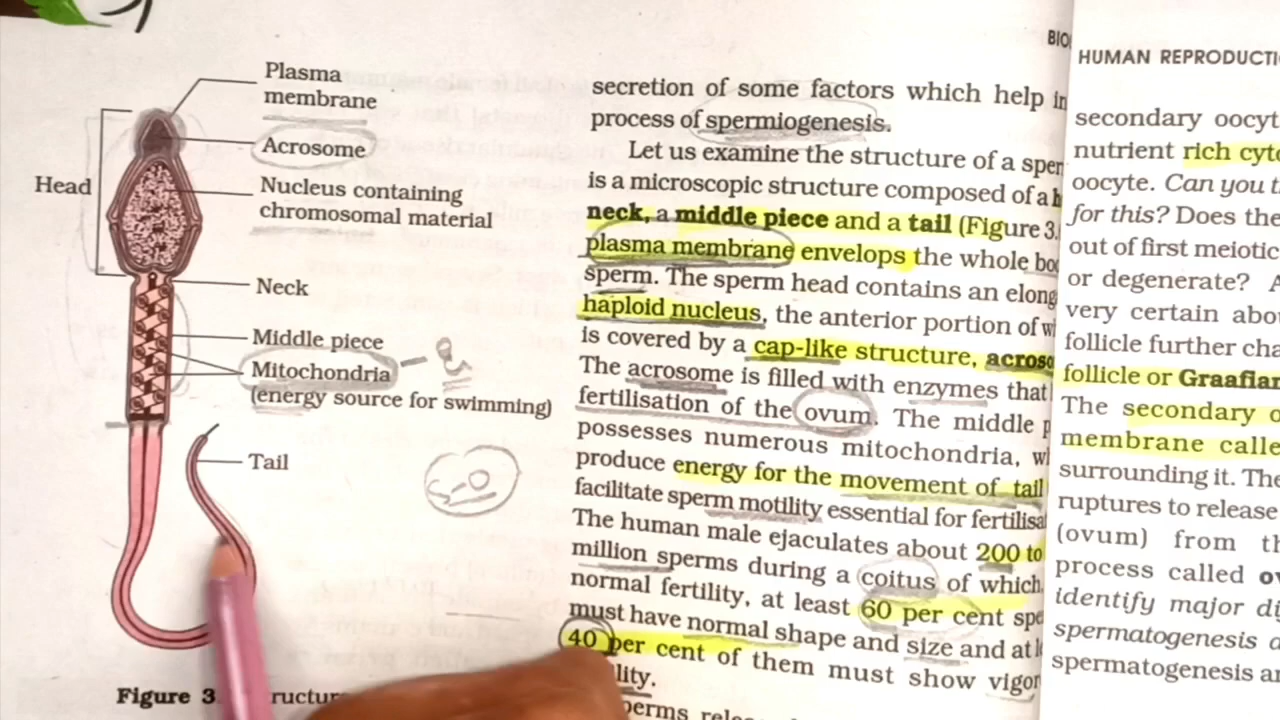 Plasma
membrane
Acrosome
Head
Nucleus containing
chromosomal material
Neck
Middle piece
Mitochondria
(energy source for swimming)
Tail
Figure 3
BIO
secretion of some factors which help in
process of spermiogenesis.
Let us examine the structure of a sper
is a microscopic structure composed of a h
neck, a middle piece and a tail (Figure 3.
plasma membrane envelops the whole bo
sperm. The sperm head contains an elong
haploid nucleus, the anterior portion of w
is covered by a cap-like structure, acros
The acrosome is filled with enzymes that
fertilisation of the ovum. The middle p
possesses numerous mitochondria, w
produce energy for the movement of tail
facilitate sperm motility essential for fertilisa
The human male ejaculates about 200 to
million sperms during a coitus of which
normal fertility, at least 60 per cent spe
must have normal shape and size and at l
40 per cent of them must show vigor
lity.
HUMAN REPRODUCTI
secondary oocyt
nutrient rich cyto
oocyte. Can you t
for this? Does the
out of first meiotic
or degenerate? A
very certain abou
follicle further cha
follicle or Graafian
The secondary o
membrane calle
surrounding it. The
ruptures to release
(ovum) from th
process called ov
identify major di
spermatogenesis a
spermatogenesis an